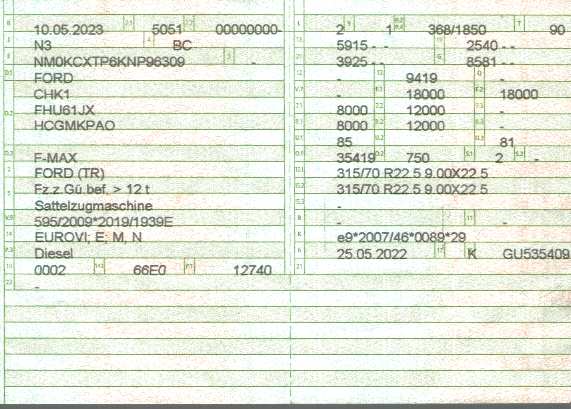 10.05.2023 5051 00000000-
N3 BC
NM0KCXTP6KNP96309 -
FORD
CHK1
FHU61JX
HCGMKPAO
F-MAX
FORD (TR)
Fz.z.Gü.bef. > 12 t
Sattelzugmaschine
595/2009*2019/1939E
EUROVI; E; M, N
Diesel
0002 66E0 12740
-
2 1 368/1850 90
5915 - - 2540 - -
3925 - - 8581 - -
- 9419 -
- 18000 18000
8000 12000 -
8000 12000 -
85 81
35419 750 2 -
315/70 R22.5 9.00X22.5
315/70 R22.5 9.00X22.5
-
- -
e9*2007/46*0089*29
25.05.2022 K GU535409